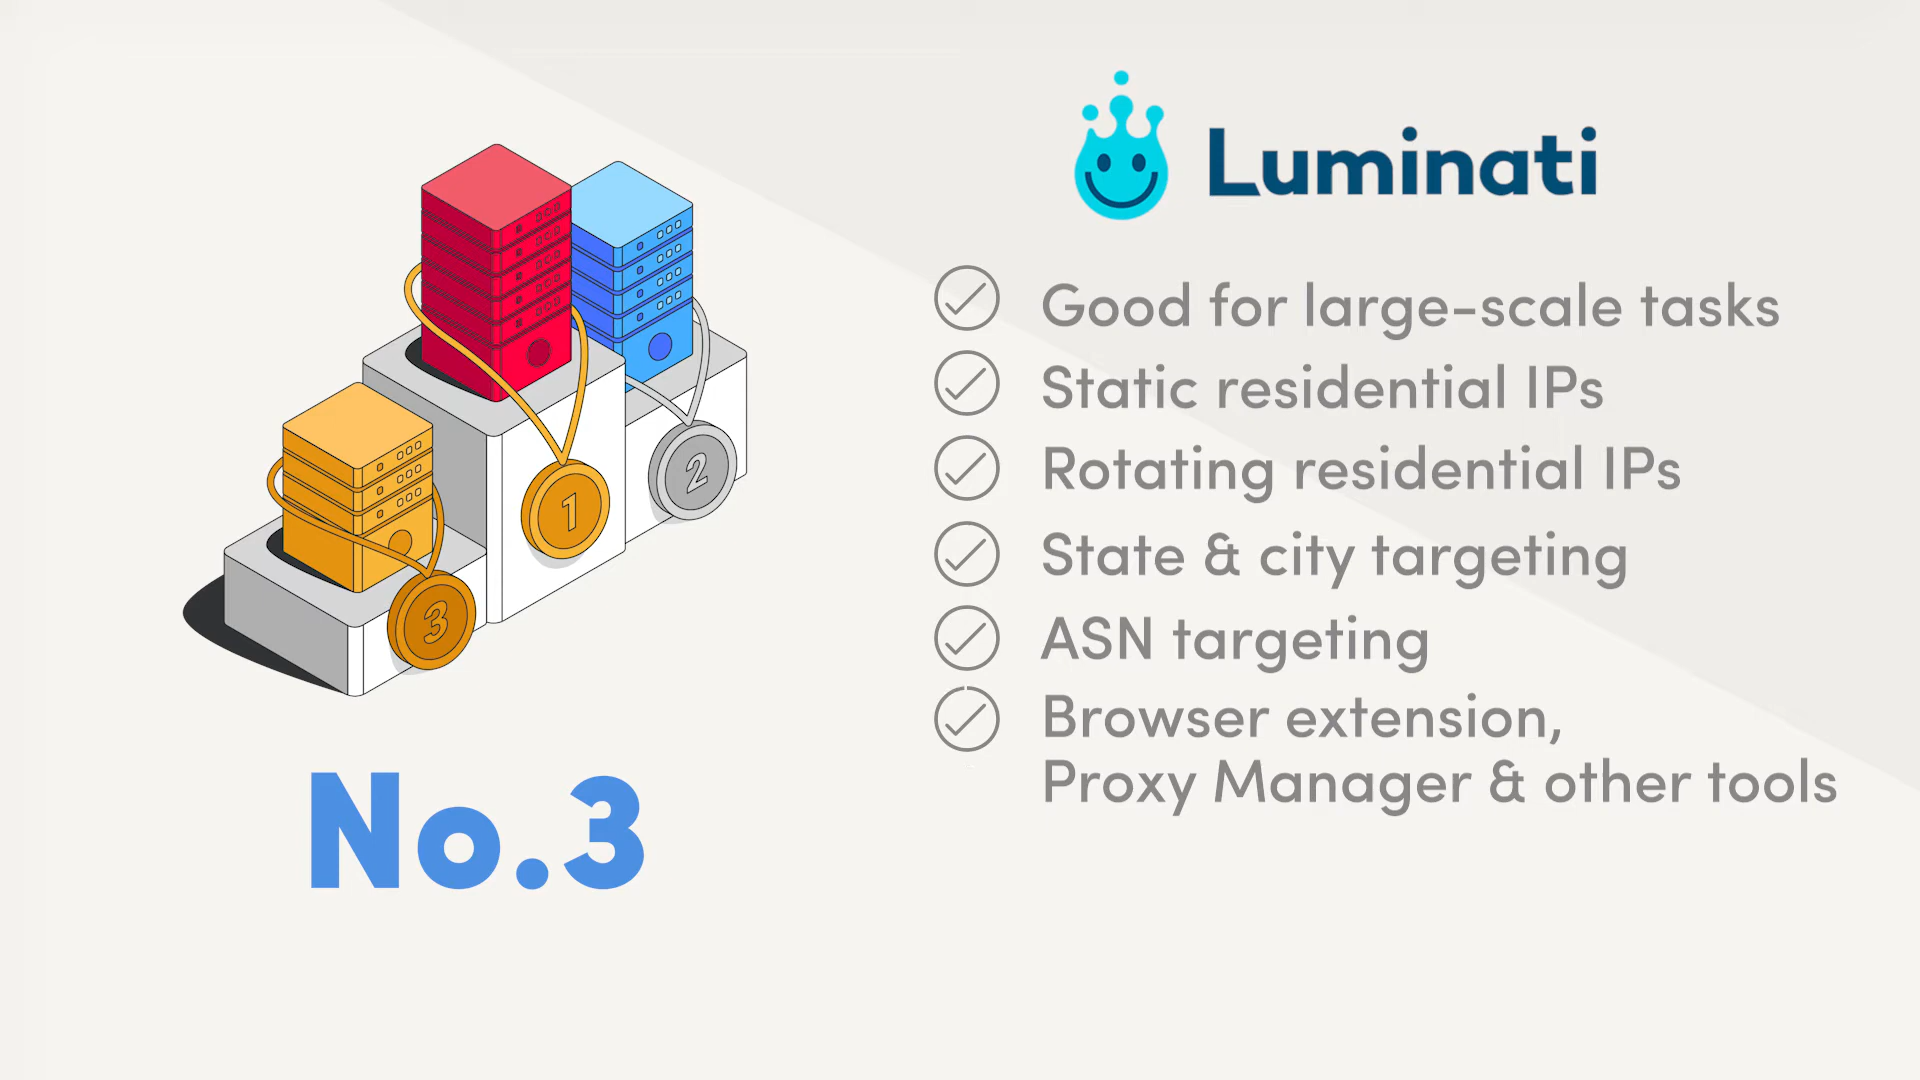 1
2
3
No.3
Luminati
Good for large-scale tasks
Static residential IPs
Rotating residential IPs
State & city targeting
ASN targeting
Browser extension,
Proxy Manager & other tools